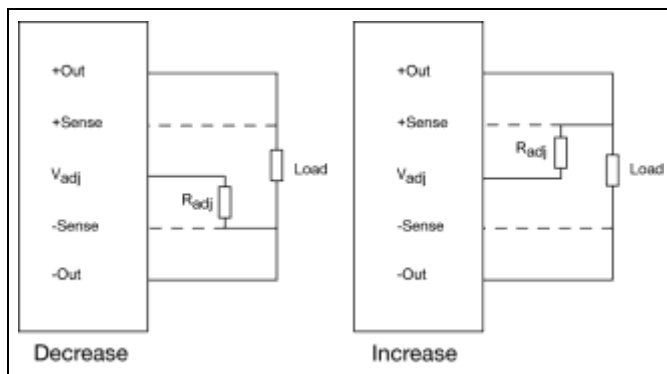 +Out
+Sense
Vadj
-Sense
-Out
Radj
Load
Decrease
+Out
+Sense
Vadj
-Sense
-Out
Radj
Load
Increase